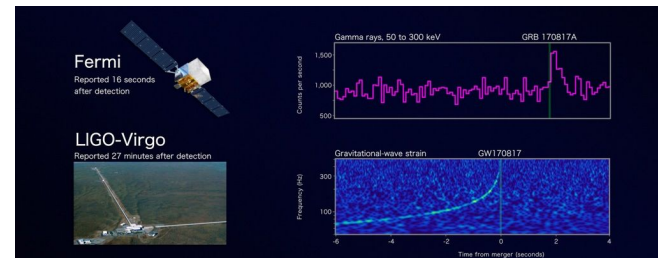 Fermi
Reported 16 seconds
after detection
LIGO-Virgo
Reported 27 minutes after detection
Gamma rays, 50 to 300 keV
GRB 170817A
Counts per second
1,500
1,000
500
Gravitational-wave strain
GW170817
Frequency (Hz)
300
100
-6
-4
-2
0
2
4
Time from merger (seconds)